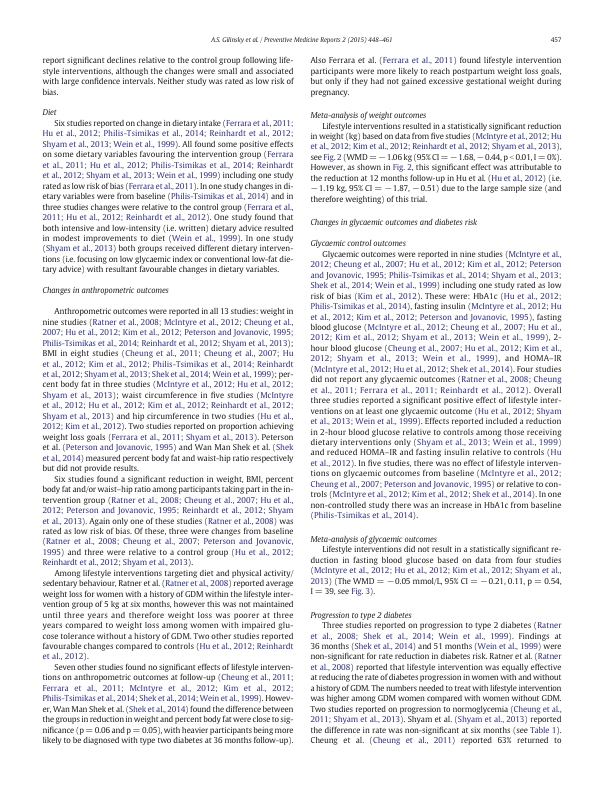 A.S. Gilinsky et al. / Preventive Medicine Reports 2 (2015) 448–461
457
report significant declines relative to the control group following life-
style interventions, although the changes were small and associated
with large confidence intervals. Neither study was rated as low risk of
bias.
Diet
Six studies reported on change in dietary intake (Ferrara et al., 2011;
Hu et al., 2012; Philis-Tsimikas et al., 2014; Reinhardt et al., 2012;
Shyam et al., 2013; Wein et al., 1999). All found some positive effects
on some dietary variables favouring the intervention group (Ferrara
et al., 2011; Hu et al., 2012; Philis-Tsimikas et al., 2014; Reinhardt
et al., 2012; Shyam et al., 2013; Wein et al., 1999) including one study
rated as low risk of bias (Ferrara et al., 2011). In one study changes in di-
etary variables were from baseline (Philis-Tsimikas et al., 2014) and in
three studies changes were relative to the control group (Ferrara et al.,
2011; Hu et al., 2012; Reinhardt et al., 2012). One study found that
both intensive and low-intensity (i.e. written) dietary advice resulted
in modest improvements to diet (Wein et al., 1999). In one study
(Shyam et al., 2013) both groups received different dietary interven-
tions (i.e. focusing on low glycaemic index or conventional low-fat die-
tary advice) with resultant favourable changes in dietary variables.
Changes in anthropometric outcomes
Anthropometric outcomes were reported in all 13 studies: weight in
nine studies (Ratner et al., 2008; McIntyre et al., 2012; Cheung et al.,
2007; Hu et al., 2012; Kim et al., 2012; Peterson and Jovanovic, 1995;
Philis-Tsimikas et al., 2014; Reinhardt et al., 2012; Shyam et al., 2013);
BMI in eight studies (Cheung et al., 2011; Cheung et al., 2007; Hu
et al., 2012; Kim et al., 2012; Philis-Tsimikas et al., 2014; Reinhardt
et al., 2012; Shyam et al., 2013; Shek et al., 2014; Wein et al., 1999); per-
cent body fat in three studies (McIntyre et al., 2012; Hu et al., 2012;
Shyam et al., 2013); waist circumference in five studies (McIntyre
et al., 2012; Hu et al., 2012; Kim et al., 2012; Reinhardt et al., 2012;
Shyam et al., 2013) and hip circumference in two studies (Hu et al.,
2012; Kim et al., 2012). Two studies reported on proportion achieving
weight loss goals (Ferrara et al., 2011; Shyam et al., 2013). Peterson
et al. (Peterson and Jovanovic, 1995) and Wan Man Shek et al. (Shek
et al., 2014) measured percent body fat and waist-hip ratio respectively
but did not provide results.
Six studies found a significant reduction in weight, BMI, percent
body fat and/or waist–hip ratio among participants taking part in the in-
tervention group (Ratner et al., 2008; Cheung et al., 2007; Hu et al.,
2012; Peterson and Jovanovic, 1995; Reinhardt et al., 2012; Shyam
et al., 2013). Again only one of these studies (Ratner et al., 2008) was
rated as low risk of bias. Of these, three were changes from baseline
(Ratner et al., 2008; Cheung et al., 2007; Peterson and Jovanovic,
1995) and three were relative to a control group (Hu et al., 2012;
Reinhardt et al., 2012; Shyam et al., 2013).
Among lifestyle interventions targeting diet and physical activity/
sedentary behaviour, Ratner et al. (Ratner et al., 2008) reported average
weight loss for women with a history of GDM within the lifestyle inter-
vention group of 5 kg at six months, however this was not maintained
until three years and therefore weight loss was poorer at three
years compared to weight loss among women with impaired glu-
cose tolerance without a history of GDM. Two other studies reported
favourable changes compared to controls (Hu et al., 2012; Reinhardt
et al., 2012).
Seven other studies found no significant effects of lifestyle interven-
tions on anthropometric outcomes at follow-up (Cheung et al., 2011;
Ferrara et al., 2011; McIntyre et al., 2012; Kim et al., 2012;
Philis-Tsimikas et al., 2014; Shek et al., 2014; Wein et al., 1999). Howev-
er, Wan Man Shek et al. (Shek et al., 2014) found the difference between
the groups in reduction in weight and percent body fat were close to sig-
nificance (p = 0.06 and p = 0.05), with heavier participants being more
likely to be diagnosed with type two diabetes at 36 months follow-up).
Also Ferrara et al. (Ferrara et al., 2011) found lifestyle intervention
participants were more likely to reach postpartum weight loss goals,
but only if they had not gained excessive gestational weight during
pregnancy.
Meta-analysis of weight outcomes
Lifestyle interventions resulted in a statistically significant reduction
in weight (kg) based on data from five studies (McIntyre et al., 2012; Hu
et al., 2012; Kim et al., 2012; Reinhardt et al., 2012; Shyam et al., 2013),
see Fig. 2 (WMD = −1.06 kg (95% CI = −1.68, −0.44, p < 0.01, I = 0%).
However, as shown in Fig. 2, this significant effect was attributable to
the reduction at 12 months follow-up in Hu et al. (Hu et al., 2012) (i.e.
−1.19 kg, 95% CI = −1.87, −0.51) due to the large sample size (and
therefore weighting) of this trial.
Changes in glycaemic outcomes and diabetes risk
Glycaemic control outcomes
Glycaemic outcomes were reported in nine studies (McIntyre et al.,
2012; Cheung et al., 2007; Hu et al., 2012; Kim et al., 2012; Peterson
and Jovanovic, 1995; Philis-Tsimikas et al., 2014; Shyam et al., 2013;
Shek et al., 2014; Wein et al., 1999) including one study rated as low
risk of bias (Kim et al., 2012). These were: HbA1c (Hu et al., 2012;
Philis-Tsimikas et al., 2014), fasting insulin (McIntyre et al., 2012; Hu
et al., 2012; Kim et al., 2012; Peterson and Jovanovic, 1995), fasting
blood glucose (McIntyre et al., 2012; Cheung et al., 2007; Hu et al.,
2012; Kim et al., 2012; Shyam et al., 2013; Wein et al., 1999), 2-
hour blood glucose (Cheung et al., 2007; Hu et al., 2012; Kim et al.,
2012; Shyam et al., 2013; Wein et al., 1999), and HOMA–IR
(McIntyre et al., 2012; Hu et al., 2012; Shek et al., 2014). Four studies
did not report any glycaemic outcomes (Ratner et al., 2008; Cheung
et al., 2011; Ferrara et al., 2011; Reinhardt et al., 2012). Overall
three studies reported a significant positive effect of lifestyle inter-
ventions on at least one glycaemic outcome (Hu et al., 2012; Shyam
et al., 2013; Wein et al., 1999). Effects reported included a reduction
in 2-hour blood glucose relative to controls among those receiving
dietary interventions only (Shyam et al., 2013; Wein et al., 1999)
and reduced HOMA–IR and fasting insulin relative to controls (Hu
et al., 2012). In five studies, there was no effect of lifestyle interven-
tions on glycaemic outcomes from baseline (McIntyre et al., 2012;
Cheung et al., 2007; Peterson and Jovanovic, 1995) or relative to con-
trols (McIntyre et al., 2012; Kim et al., 2012; Shek et al., 2014). In one
non-controlled study there was an increase in HbA1c from baseline
(Philis-Tsimikas et al., 2014).
Meta-analysis of glycaemic outcomes
Lifestyle interventions did not result in a statistically significant re-
duction in fasting blood glucose based on data from four studies
(McIntyre et al., 2012; Hu et al., 2012; Kim et al., 2012; Shyam et al.,
2013) (The WMD = −0.05 mmol/L, 95% CI = −0.21, 0.11, p = 0.54,
I = 39, see Fig. 3).
Progression to type 2 diabetes
Three studies reported on progression to type 2 diabetes (Ratner
et al., 2008; Shek et al., 2014; Wein et al., 1999). Findings at
36 months (Shek et al., 2014) and 51 months (Wein et al., 1999) were
non-significant for rate reduction in diabetes risk. Ratner et al. (Ratner
et al., 2008) reported that lifestyle intervention was equally effective
at reducing the rate of diabetes progression in women with and without
a history of GDM. The numbers needed to treat with lifestyle intervention
was higher among GDM women compared with women without GDM.
Two studies reported on progression to normoglycemia (Cheung et al.,
2011; Shyam et al., 2013). Shyam et al. (Shyam et al., 2013) reported
the difference in rate was non-significant at six months (see Table 1).
Cheung et al. (Cheung et al., 2011) reported 63% returned to